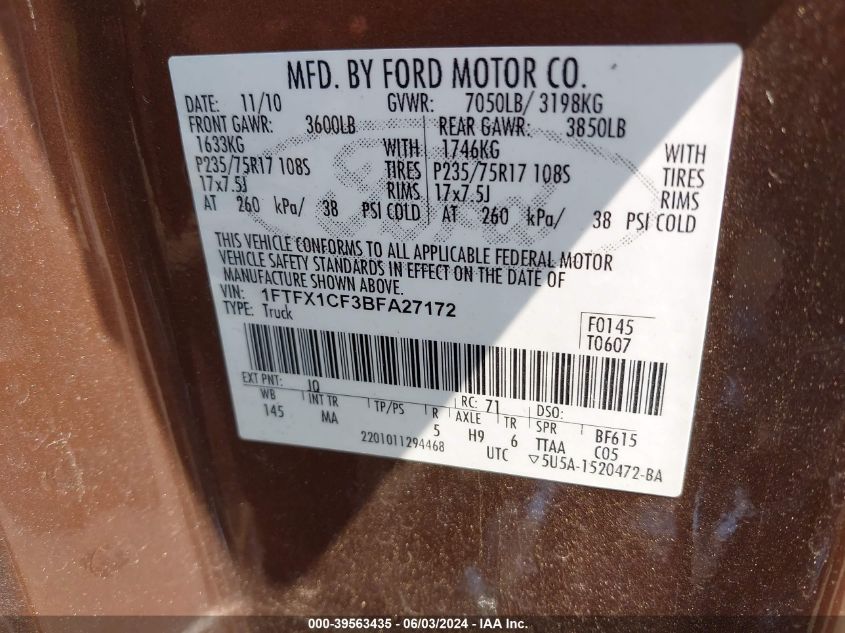 MFD. BY FORD MOTOR CO.
DATE: 11/10 GVWR: 7050LB/ 3198KG
FRONT GAWR: 3600LB REAR GAWR: 3850LB
1633KG WITH 1746KG WITH
P235/75R17 108S TIRES P235/75R17 108S TIRES
17x7.5J RIMS 17x7.5J RIMS
AT 260 kPa/ 38 PSI COLD AT 260 kPa/ 38 PSI COLD
THIS VEHICLE CONFORMS TO ALL APPLICABLE FEDERAL MOTOR
VEHICLE SAFETY STANDARDS IN EFFECT ON THE DATE OF
MANUFACTURE SHOWN ABOVE.
VIN: 1FTFX1CF3BFA27172
TYPE: Truck
F0145
T0607
EXT PNT: JQ RC: 71 DSO:
WB INT TR TP/PS R AXLE TR SPR BF615
145 MA 5 H9 6 TTAA C05
2201011294468 UTC ▽5U5A-1520472-BA
Ford
000-39563435 - 06/03/2024 - IAA Inc.